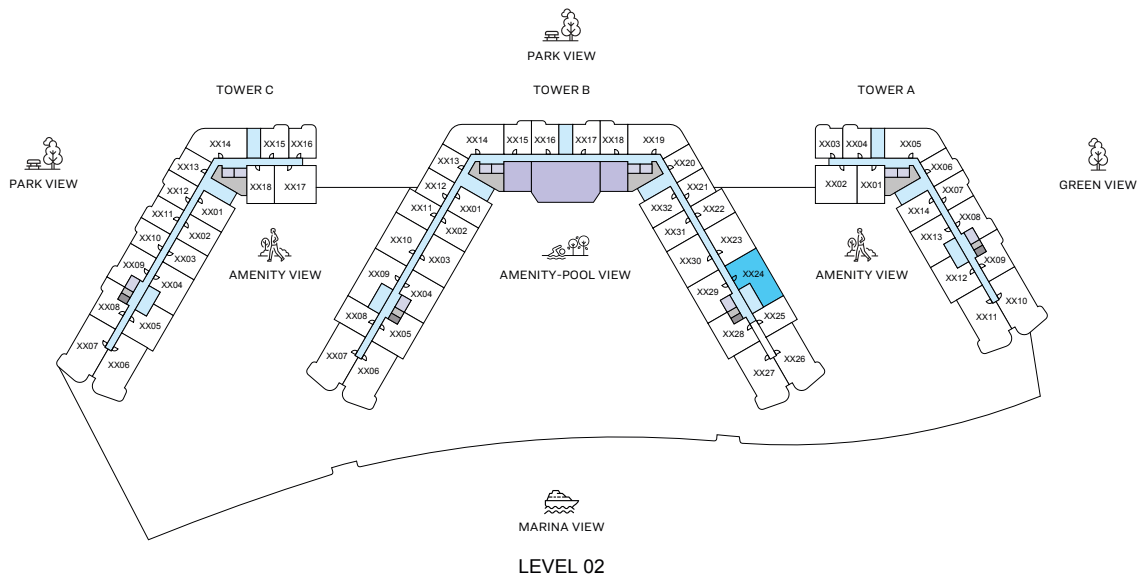 PARK VIEW
TOWER C
TOWER B
TOWER A
PARK VIEW
GREEN VIEW
AMENITY VIEW
AMENITY-POOL VIEW
AMENITY VIEW
XX14
XX15
XX16
XX13
XX18
XX17
XX12
XX01
XX11
XX02
XX10
XX03
XX09
XX04
XX08
XX05
XX07
XX06
XX14
XX15
XX16
XX17
XX18
XX19
XX13
XX20
XX12
XX01
XX21
XX11
XX02
XX32
XX22
XX10
XX03
XX31
XX23
XX09
XX04
XX30
XX24
XX08
XX05
XX29
XX25
XX07
XX06
XX28
XX26
XX27
XX03
XX04
XX05
XX02
XX01
XX06
XX07
XX14
XX08
XX13
XX09
XX12
XX10
XX11
MARINA VIEW
LEVEL 02